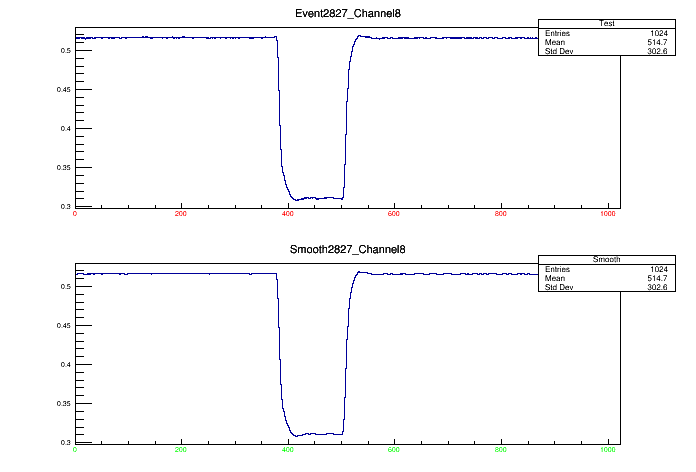 Event2827_Channel8
Test
Entries 1024
Mean 514.7
Std Dev 302.6
0.5
0.45
0.4
0.35
0.3
0 200 400 600 800 1000
Smooth2827_Channel8
Smooth
Entries 1024
Mean 514.7
Std Dev 302.6
0.5
0.45
0.4
0.35
0.3
0 200 400 600 800 1000